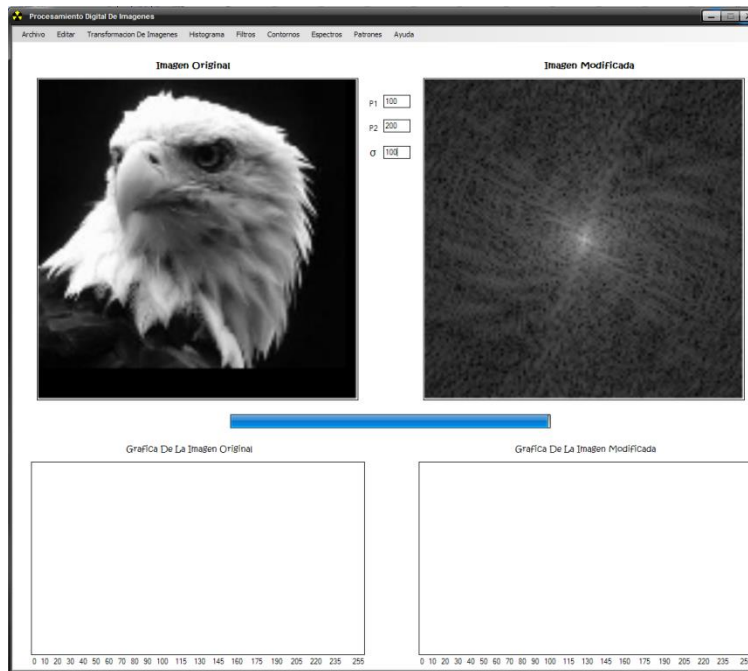 Procesamiento Digital De Imagenes
Archivo Editar Transformacion De Imagenes Histograma Filtros Contornos Espectros Patrones Ayuda
Imagen Original
Imagen Modificada
P1 100
P2 200
σ 100
Grafica De La Imagen Original
Grafica De La Imagen Modificada
0 10 20 30 40 50 60 70 80 90 100 115 130 145 160 175 190 205 220 235 255
0 10 20 30 40 50 60 70 80 90 100 115 130 145 160 175 190 205 220 235